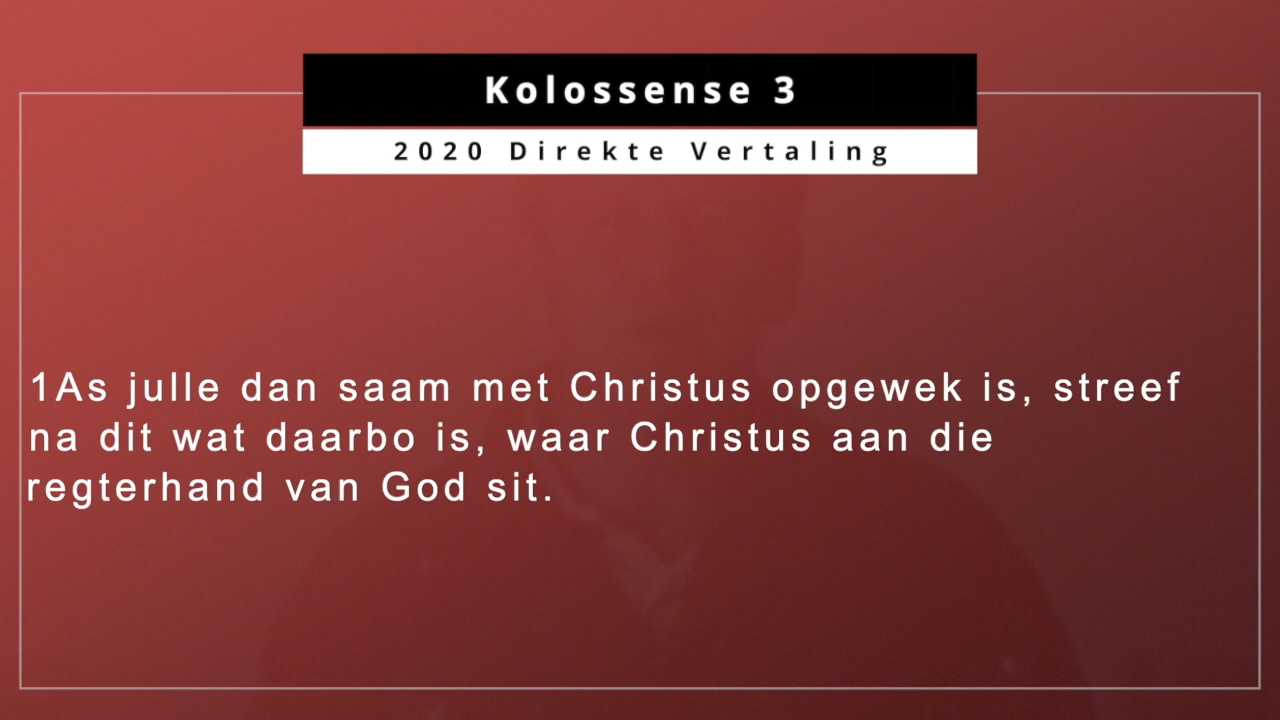 Kolossense 3
2020 Direkte Vertaling
1As julle dan saam met Christus opgewek is, streef
na dit wat daarbo is, waar Christus aan die
regterhand van God sit.